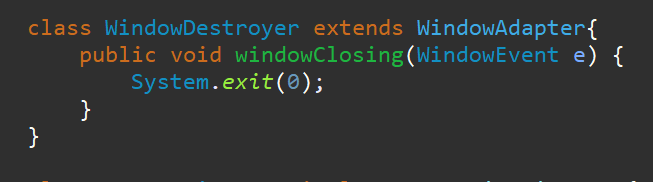 class WindowDestroyer extends WindowAdapter{
    public void windowClosing(WindowEvent e) {
        System.exit(0);
    }
}